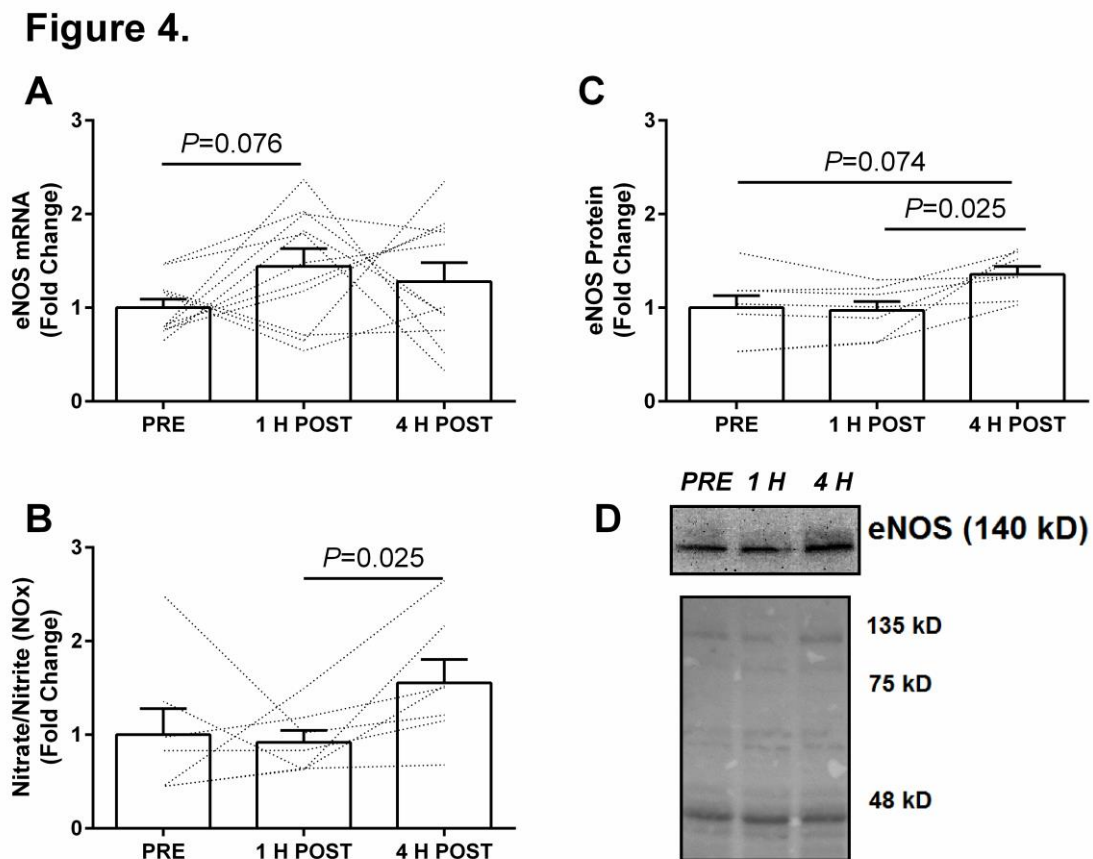 Figure 4.
A
eNOS mRNA
(Fold Change)
3
2
1
0
P=0.076
PRE
1 H POST
4 H POST
B
Nitrate/Nitrite (NOx)
(Fold Change)
3
2
1
0
P=0.025
PRE
1 H POST
4 H POST
C
eNOS Protein
(Fold Change)
3
2
1
0
P=0.074
P=0.025
PRE
1 H POST
4 H POST
D
PRE 1 H 4 H
eNOS (140 kD)
135 kD
75 kD
48 kD